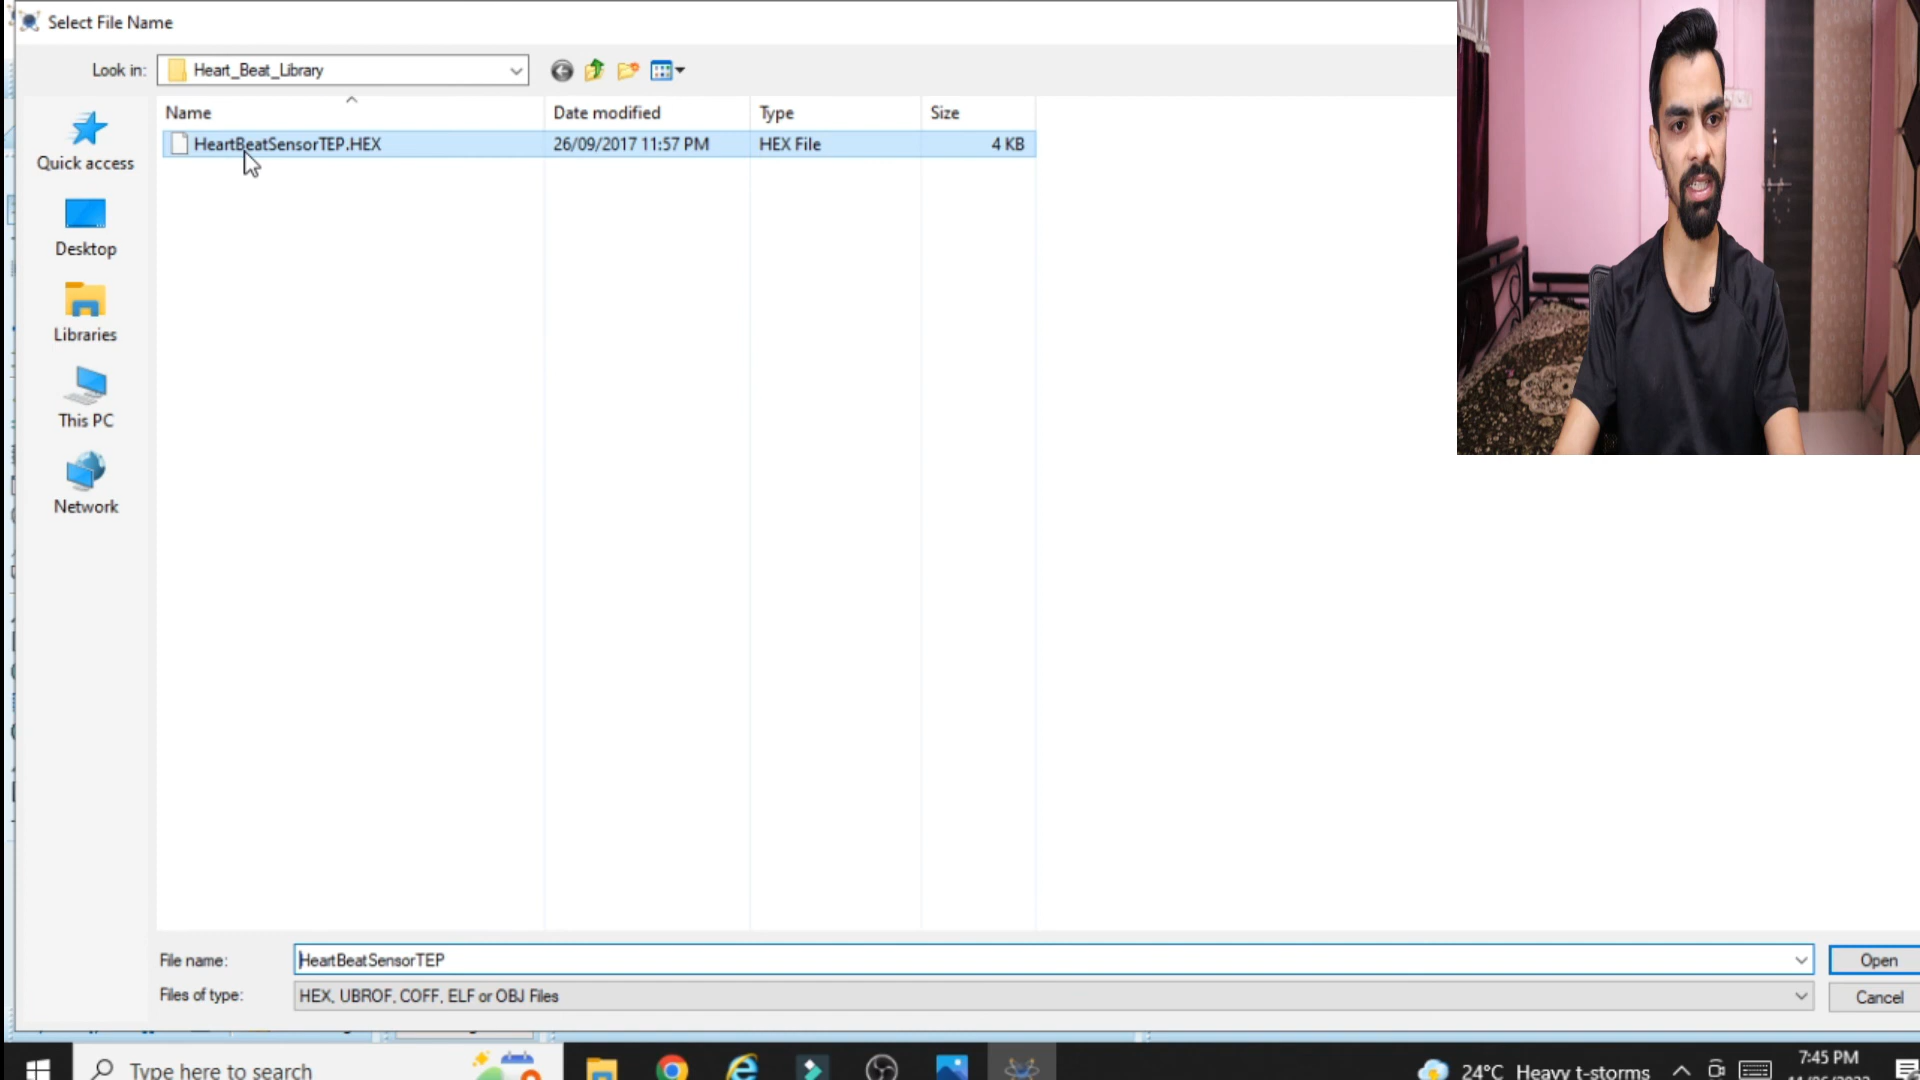 Select File Name
Look in: Heart_Beat_Library
Name Date modified Type Size
HeartBeatSensorTEP.HEX 26/09/2017 11:57 PM HEX File 4 KB
Quick access
Desktop
Libraries
This PC
Network
File name: HeartBeatSensorTEP Open
Files of type: HEX, UBROF, COFF, ELF or OBJ Files Cancel
Type here to search 24°C Heavy t-storms 7:45 PM